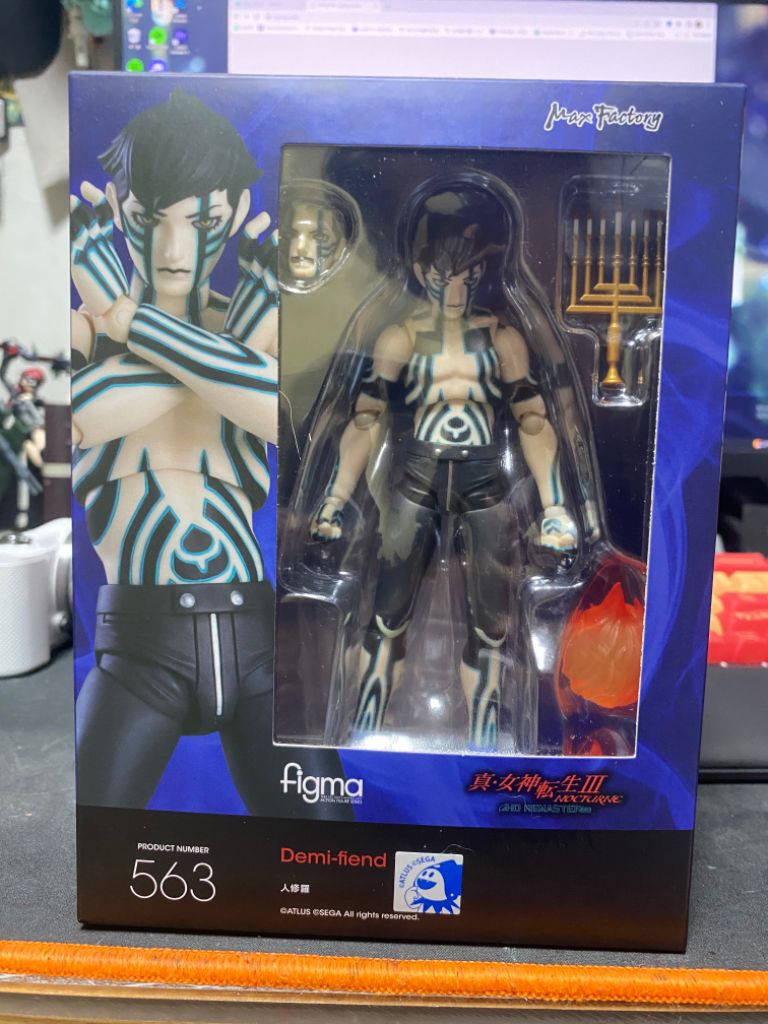 Max Factory
figma
真・女神転生III
NOCTURNE
HD REMASTER
PRODUCT NUMBER
563
Demi-fiend
人修羅
©ATLUS ©SEGA
©ATLUS ©SEGA All rights reserved.